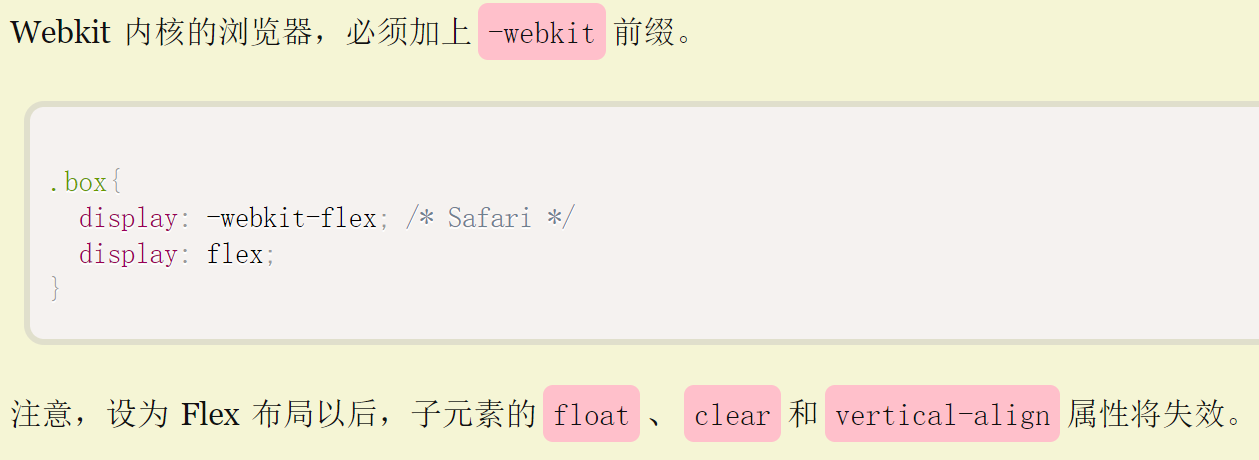 Webkit 内核的浏览器，必须加上 -webkit 前缀。
.box{
display: -webkit-flex; /* Safari */
display: flex;
}
注意，设为 Flex 布局以后，子元素的 float 、 clear 和 vertical-align 属性将失效。